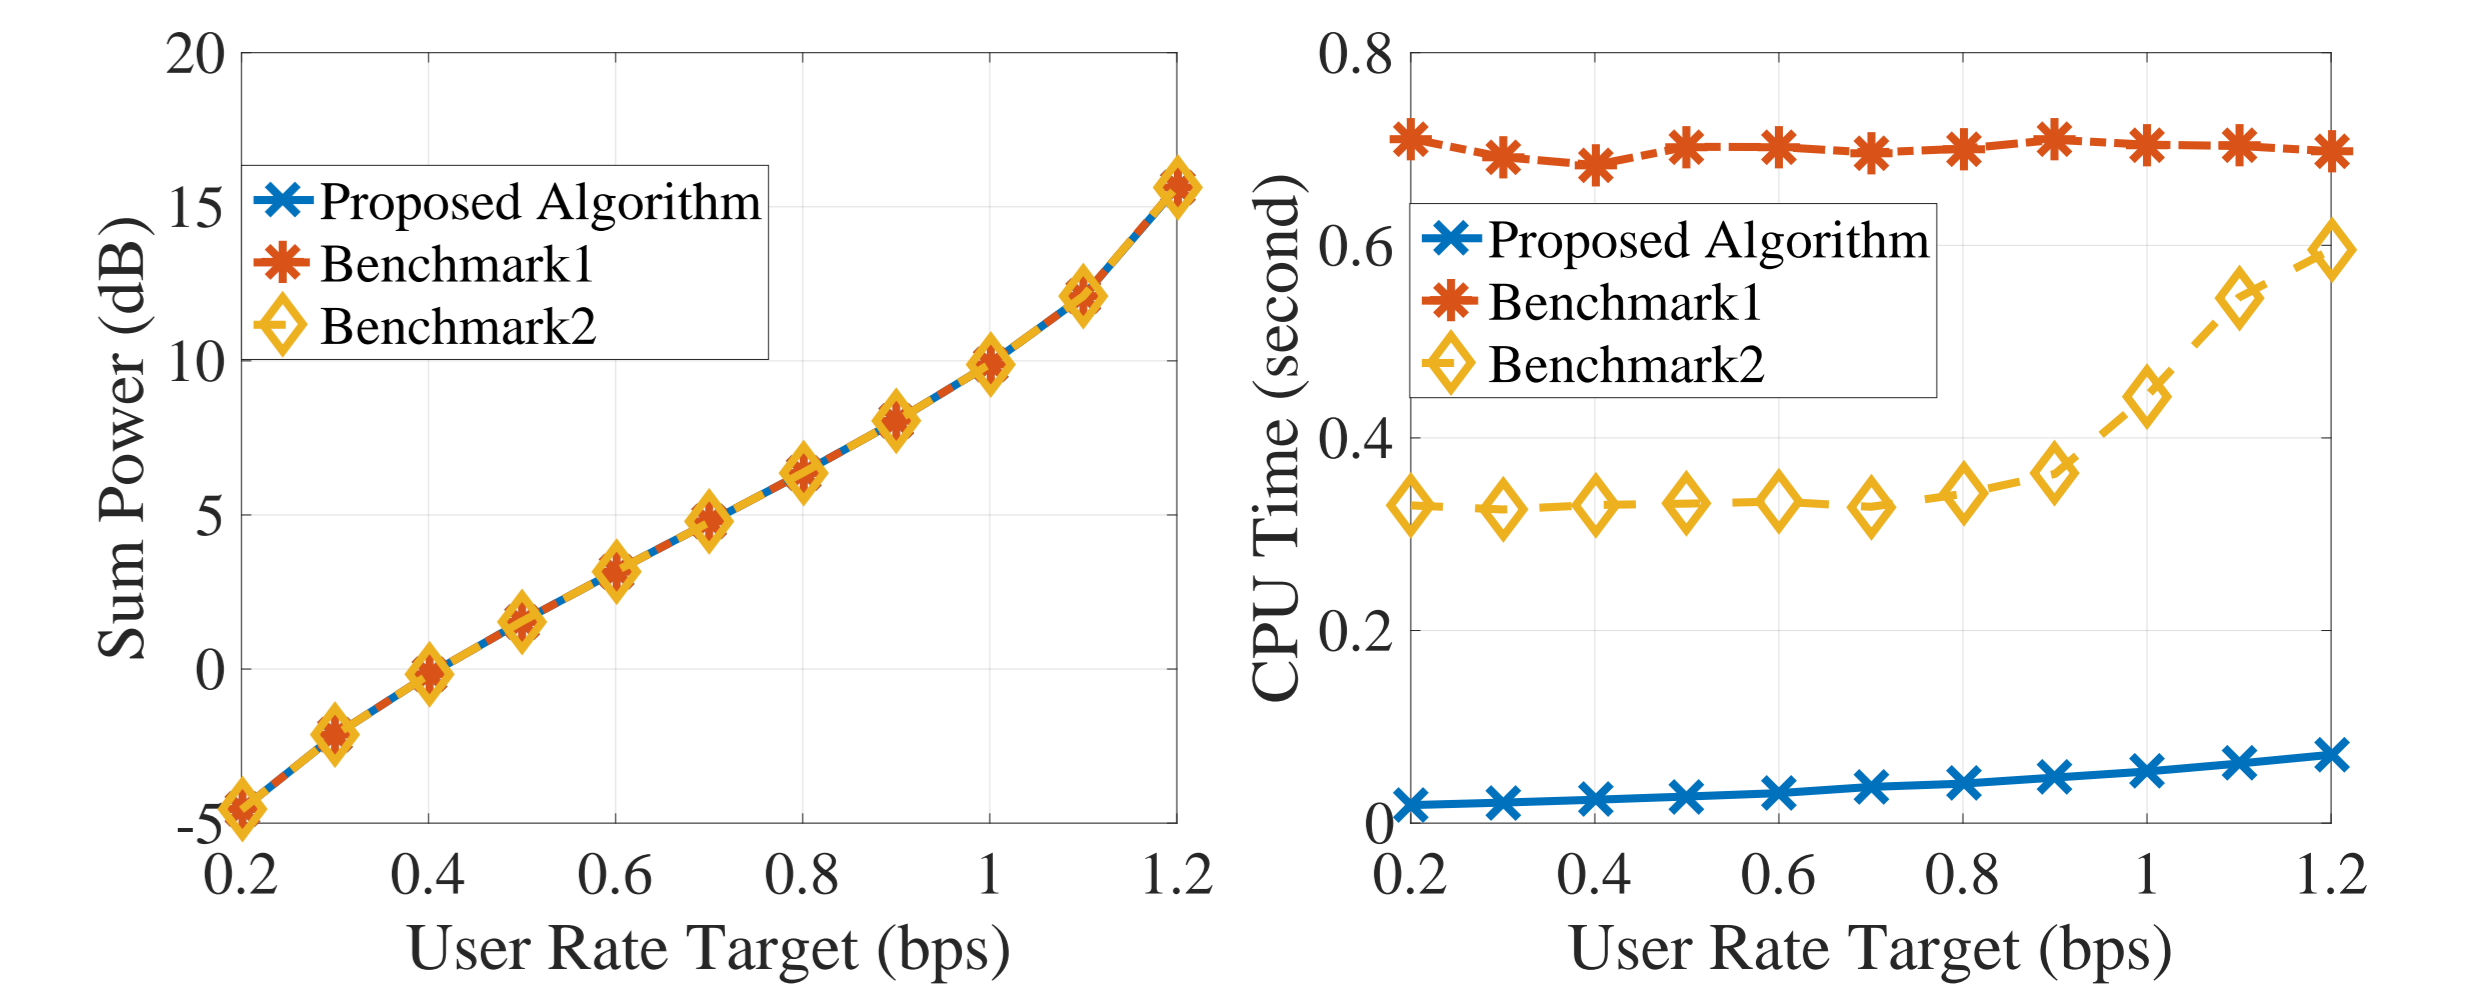 20
15
10
5
0
-5
0.2 0.4 0.6 0.8 1 1.2
Sum Power (dB)
User Rate Target (bps)
Proposed Algorithm
Benchmark1
Benchmark2
0.8
0.6
0.4
0.2
0
0.2 0.4 0.6 0.8 1 1.2
CPU Time (second)
User Rate Target (bps)
Proposed Algorithm
Benchmark1
Benchmark2